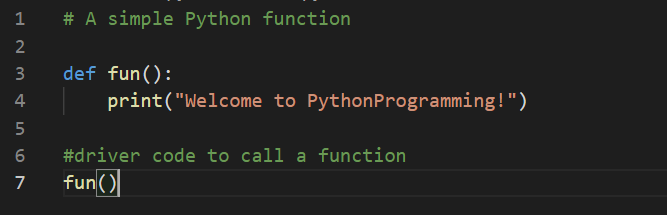 1 # A simple Python function
2
3 def fun():
4     print("Welcome to PythonProgramming!")
5
6 #driver code to call a function
7 fun()